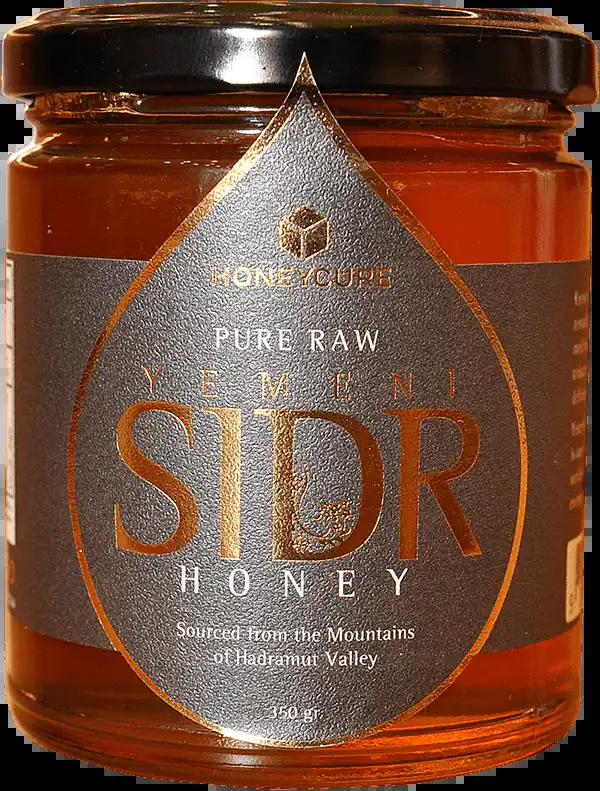 HONEYCURE
PURE RAW
YEMENI
SIDR
HONEY
Sourced from the Mountains
of Hadramut Valley
350 gr.